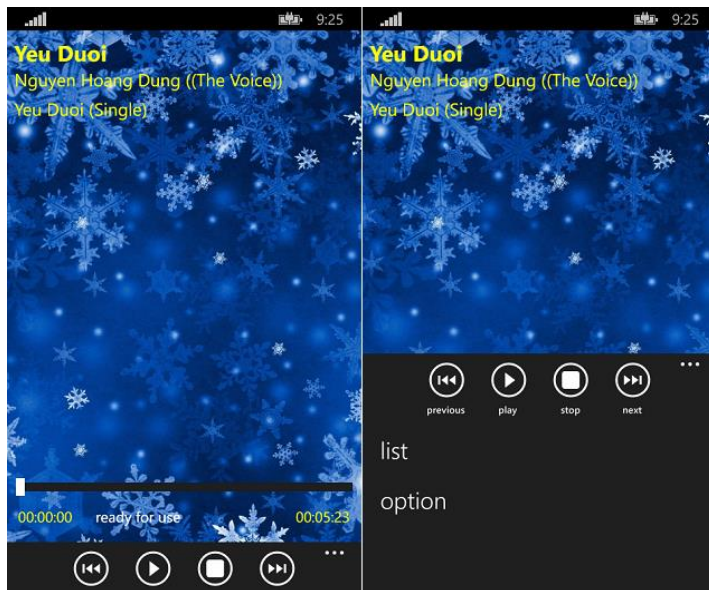 9:25
Yeu Duoi
Nguyen Hoang Dung ((The Voice))
Yeu Duoi (Single)
00:00:00 ready for use 00:05:23
9:25
Yeu Duoi
Nguyen Hoang Dung ((The Voice))
Yeu Duoi (Single)
previous play stop next
list
option